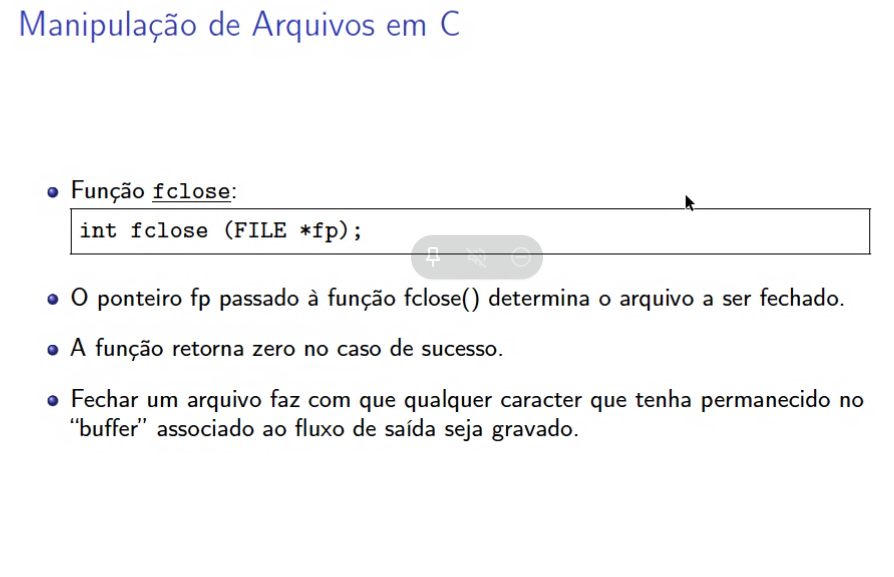 Manipulação de Arquivos em C
Função fclose:
int fclose (FILE *fp);
O ponteiro fp passado à função fclose() determina o arquivo a ser fechado.
A função retorna zero no caso de sucesso.
Fechar um arquivo faz com que qualquer caracter que tenha permanecido no
“buffer” associado ao fluxo de saída seja gravado.